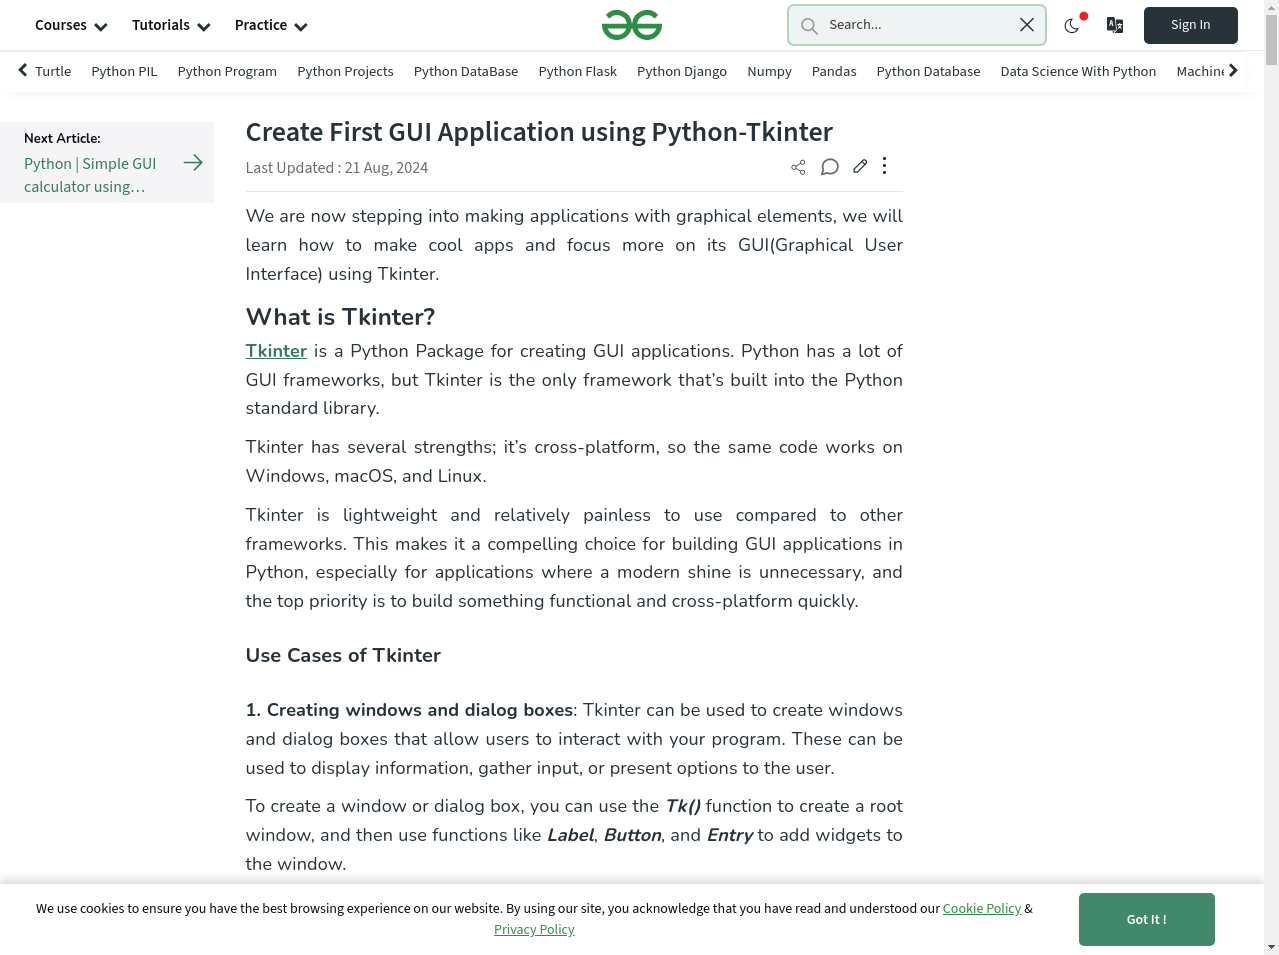 Courses Tutorials Practice Search... Sign In
Turtle Python PIL Python Program Python Projects Python DataBase Python Flask Python Django Numpy Pandas Python Database Data Science With Python Machine
Next Article:
Python | Simple GUI
calculator using...
Create First GUI Application using Python-Tkinter
Last Updated : 21 Aug, 2024
We are now stepping into making applications with graphical elements, we will
learn how to make cool apps and focus more on its GUI(Graphical User
Interface) using Tkinter.
What is Tkinter?
Tkinter is a Python Package for creating GUI applications. Python has a lot of
GUI frameworks, but Tkinter is the only framework that’s built into the Python
standard library.
Tkinter has several strengths; it’s cross-platform, so the same code works on
Windows, macOS, and Linux.
Tkinter is lightweight and relatively painless to use compared to other
frameworks. This makes it a compelling choice for building GUI applications in
Python, especially for applications where a modern shine is unnecessary, and
the top priority is to build something functional and cross-platform quickly.
Use Cases of Tkinter
1. Creating windows and dialog boxes: Tkinter can be used to create windows
and dialog boxes that allow users to interact with your program. These can be
used to display information, gather input, or present options to the user.
To create a window or dialog box, you can use the Tk() function to create a root
window, and then use functions like Label, Button, and Entry to add widgets to
the window.
We use cookies to ensure you have the best browsing experience on our website. By using our site, you acknowledge that you have read and understood our Cookie Policy &
Privacy Policy
Got It !